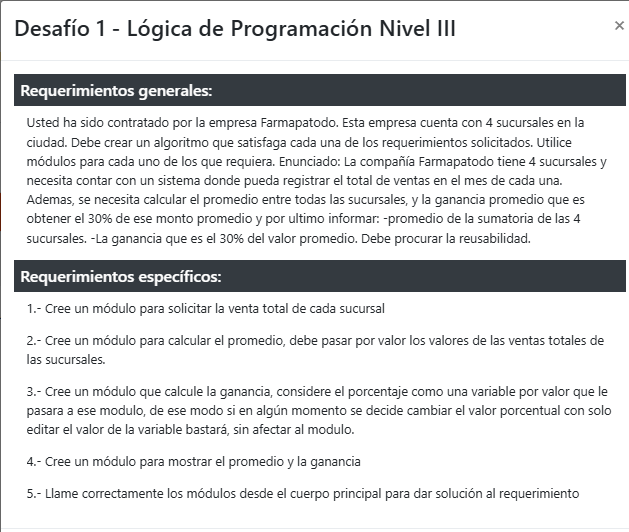 Desafío 1 - Lógica de Programación Nivel III
×
Requerimientos generales:
Usted ha sido contratado por la empresa Farmapatodo. Esta empresa cuenta con 4 sucursales en la
ciudad. Debe crear un algoritmo que satisfaga cada una de los requerimientos solicitados. Utilice
módulos para cada uno de los que requiera. Enunciado: La compañía Farmapatodo tiene 4 sucursales y
necesita contar con un sistema donde pueda registrar el total de ventas en el mes de cada una.
Ademas, se necesita calcular el promedio entre todas las sucursales, y la ganancia promedio que es
obtener el 30% de ese monto promedio y por ultimo informar: -promedio de la sumatoria de las 4
sucursales. -La ganancia que es el 30% del valor promedio. Debe procurar la reusabilidad.
Requerimientos específicos:
1.- Cree un módulo para solicitar la venta total de cada sucursal
2.- Cree un módulo para calcular el promedio, debe pasar por valor los valores de las ventas totales de
las sucursales.
3.- Cree un módulo que calcule la ganancia, considere el porcentaje como una variable por valor que le
pasara a ese modulo, de ese modo si en algún momento se decide cambiar el valor porcentual con solo
editar el valor de la variable bastará, sin afectar al modulo.
4.- Cree un módulo para mostrar el promedio y la ganancia
5.- Llame correctamente los módulos desde el cuerpo principal para dar solución al requerimiento